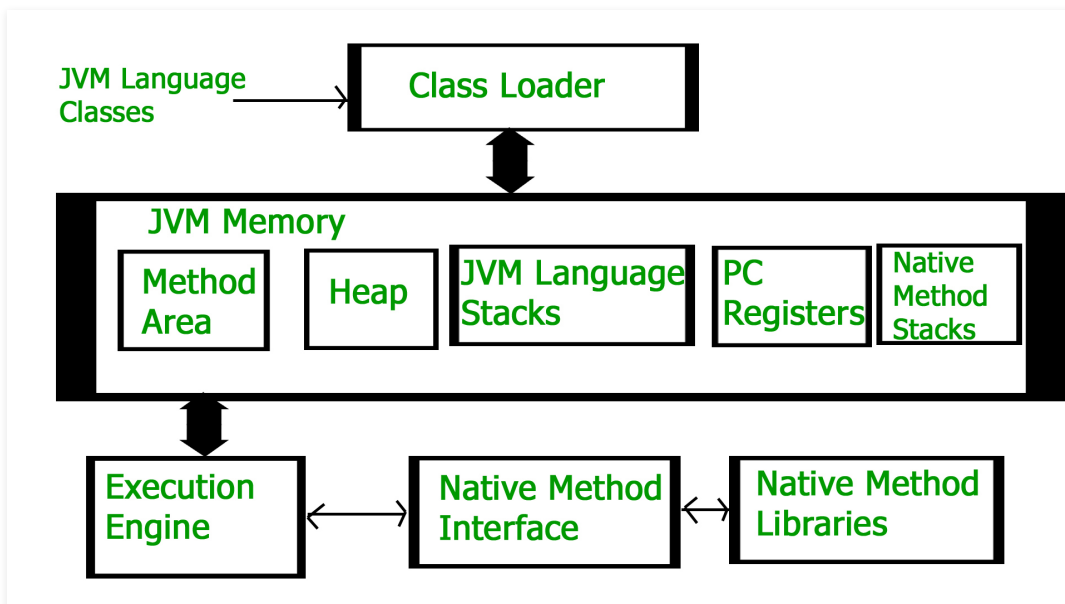 JVM Language
Classes
Class Loader
JVM Memory
Method
Area
Heap
JVM Language
Stacks
PC
Registers
Native
Method
Stacks
Execution
Engine
Native Method
Interface
Native Method
Libraries